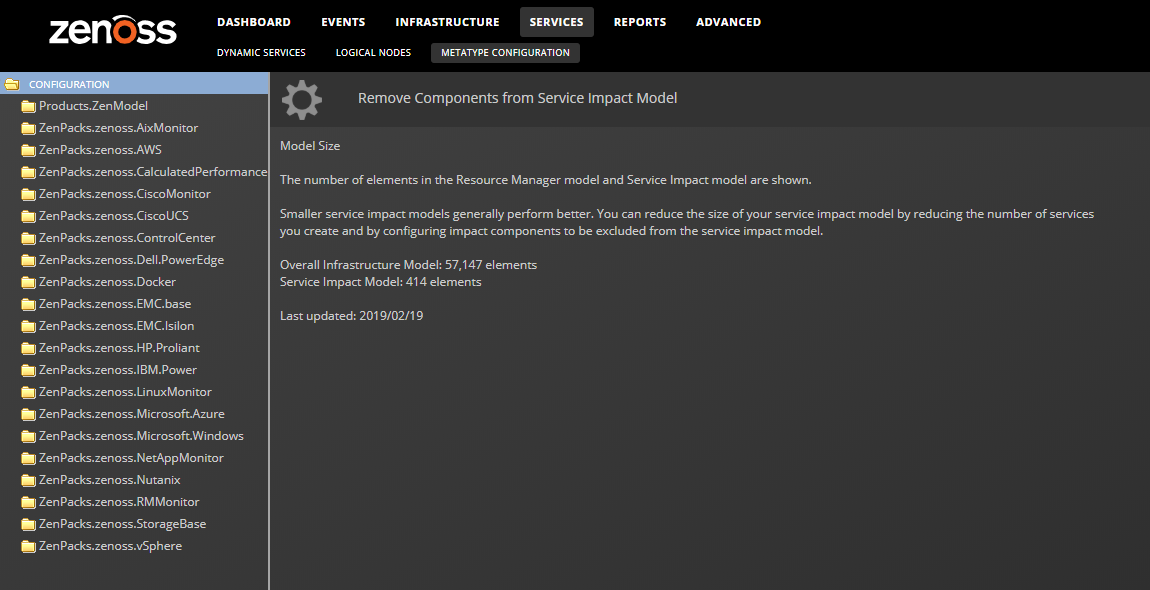 zenoss
DASHBOARD EVENTS INFRASTRUCTURE SERVICES REPORTS ADVANCED
DYNAMIC SERVICES LOGICAL NODES METATYPE CONFIGURATION
CONFIGURATION
Products.ZenModel
ZenPacks.zenoss.AixMonitor
ZenPacks.zenoss.AWS
ZenPacks.zenoss.CalculatedPerformance
ZenPacks.zenoss.CiscoMonitor
ZenPacks.zenoss.CiscoUCS
ZenPacks.zenoss.ControlCenter
ZenPacks.zenoss.Dell.PowerEdge
ZenPacks.zenoss.Docker
ZenPacks.zenoss.EMC.base
ZenPacks.zenoss.EMC.Isilon
ZenPacks.zenoss.HP.Proliant
ZenPacks.zenoss.IBM.Power
ZenPacks.zenoss.LinuxMonitor
ZenPacks.zenoss.Microsoft.Azure
ZenPacks.zenoss.Microsoft.Windows
ZenPacks.zenoss.NetAppMonitor
ZenPacks.zenoss.Nutanix
ZenPacks.zenoss.RMMonitor
ZenPacks.zenoss.StorageBase
ZenPacks.zenoss.vSphere
Remove Components from Service Impact Model
Model Size
The number of elements in the Resource Manager model and Service Impact model are shown.
Smaller service impact models generally perform better. You can reduce the size of your service impact model by reducing the number of services
you create and by configuring impact components to be excluded from the service impact model.
Overall Infrastructure Model: 57,147 elements
Service Impact Model: 414 elements
Last updated: 2019/02/19